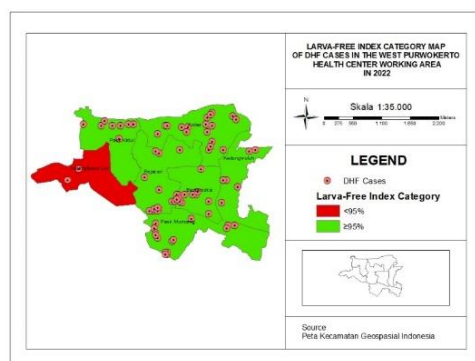 LARVA-FREE INDEX CATEGORY MAP
OF DHF CASES IN THE WEST PURWOKERTO
HEALTH CENTER WORKING AREA
IN 2022
N
Skala 1:35.000
Meters
LEGEND
DHF Cases
Larva-Free Index Category
<95%
≥95%
Source
Peta Kecamatan Geospasial Indonesia